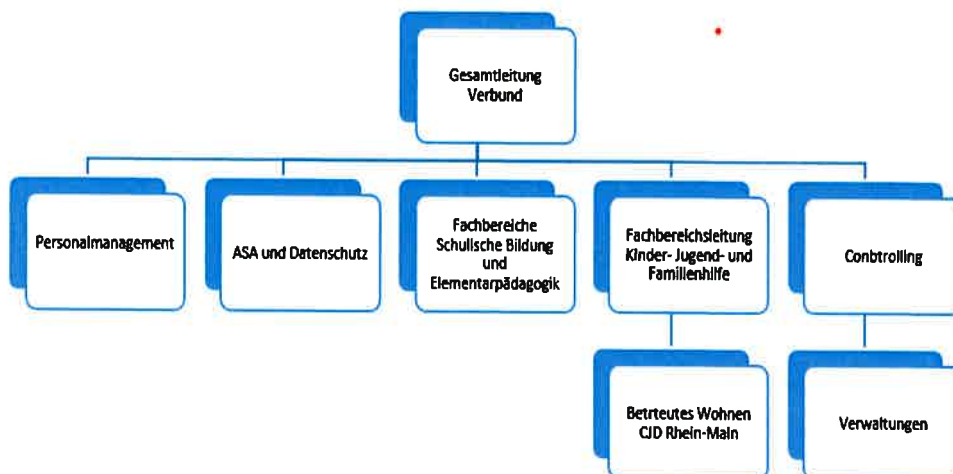 Gesamtleitung
Verbund
Personalmanagement
ASA und Datenschutz
Fachbereiche
Schulische Bildung
und
Elementarpädagogik
Fachbereichsleitung
Kinder- Jugend- und
Familienhilfe
Conbtrolling
Betrteutes Wohnen
CJD Rhein-Main
Verwaltungen